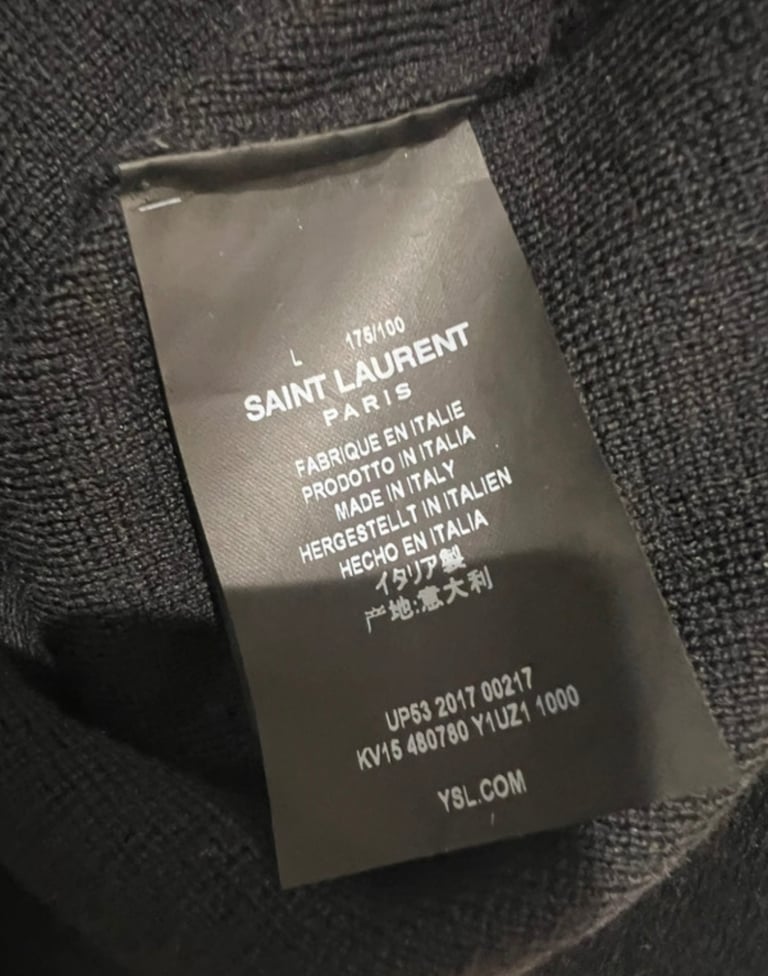 L 175/100
SAINT LAURENT
PARIS
FABRIQUE EN ITALIE
PRODOTTO IN ITALIA
MADE IN ITALY
HERGESTELLT IN ITALIEN
HECHO EN ITALIA
イタリア製
产地:意大利
UP53 2017 00217
KV15 480780 Y1UZ1 1000
YSL.COM